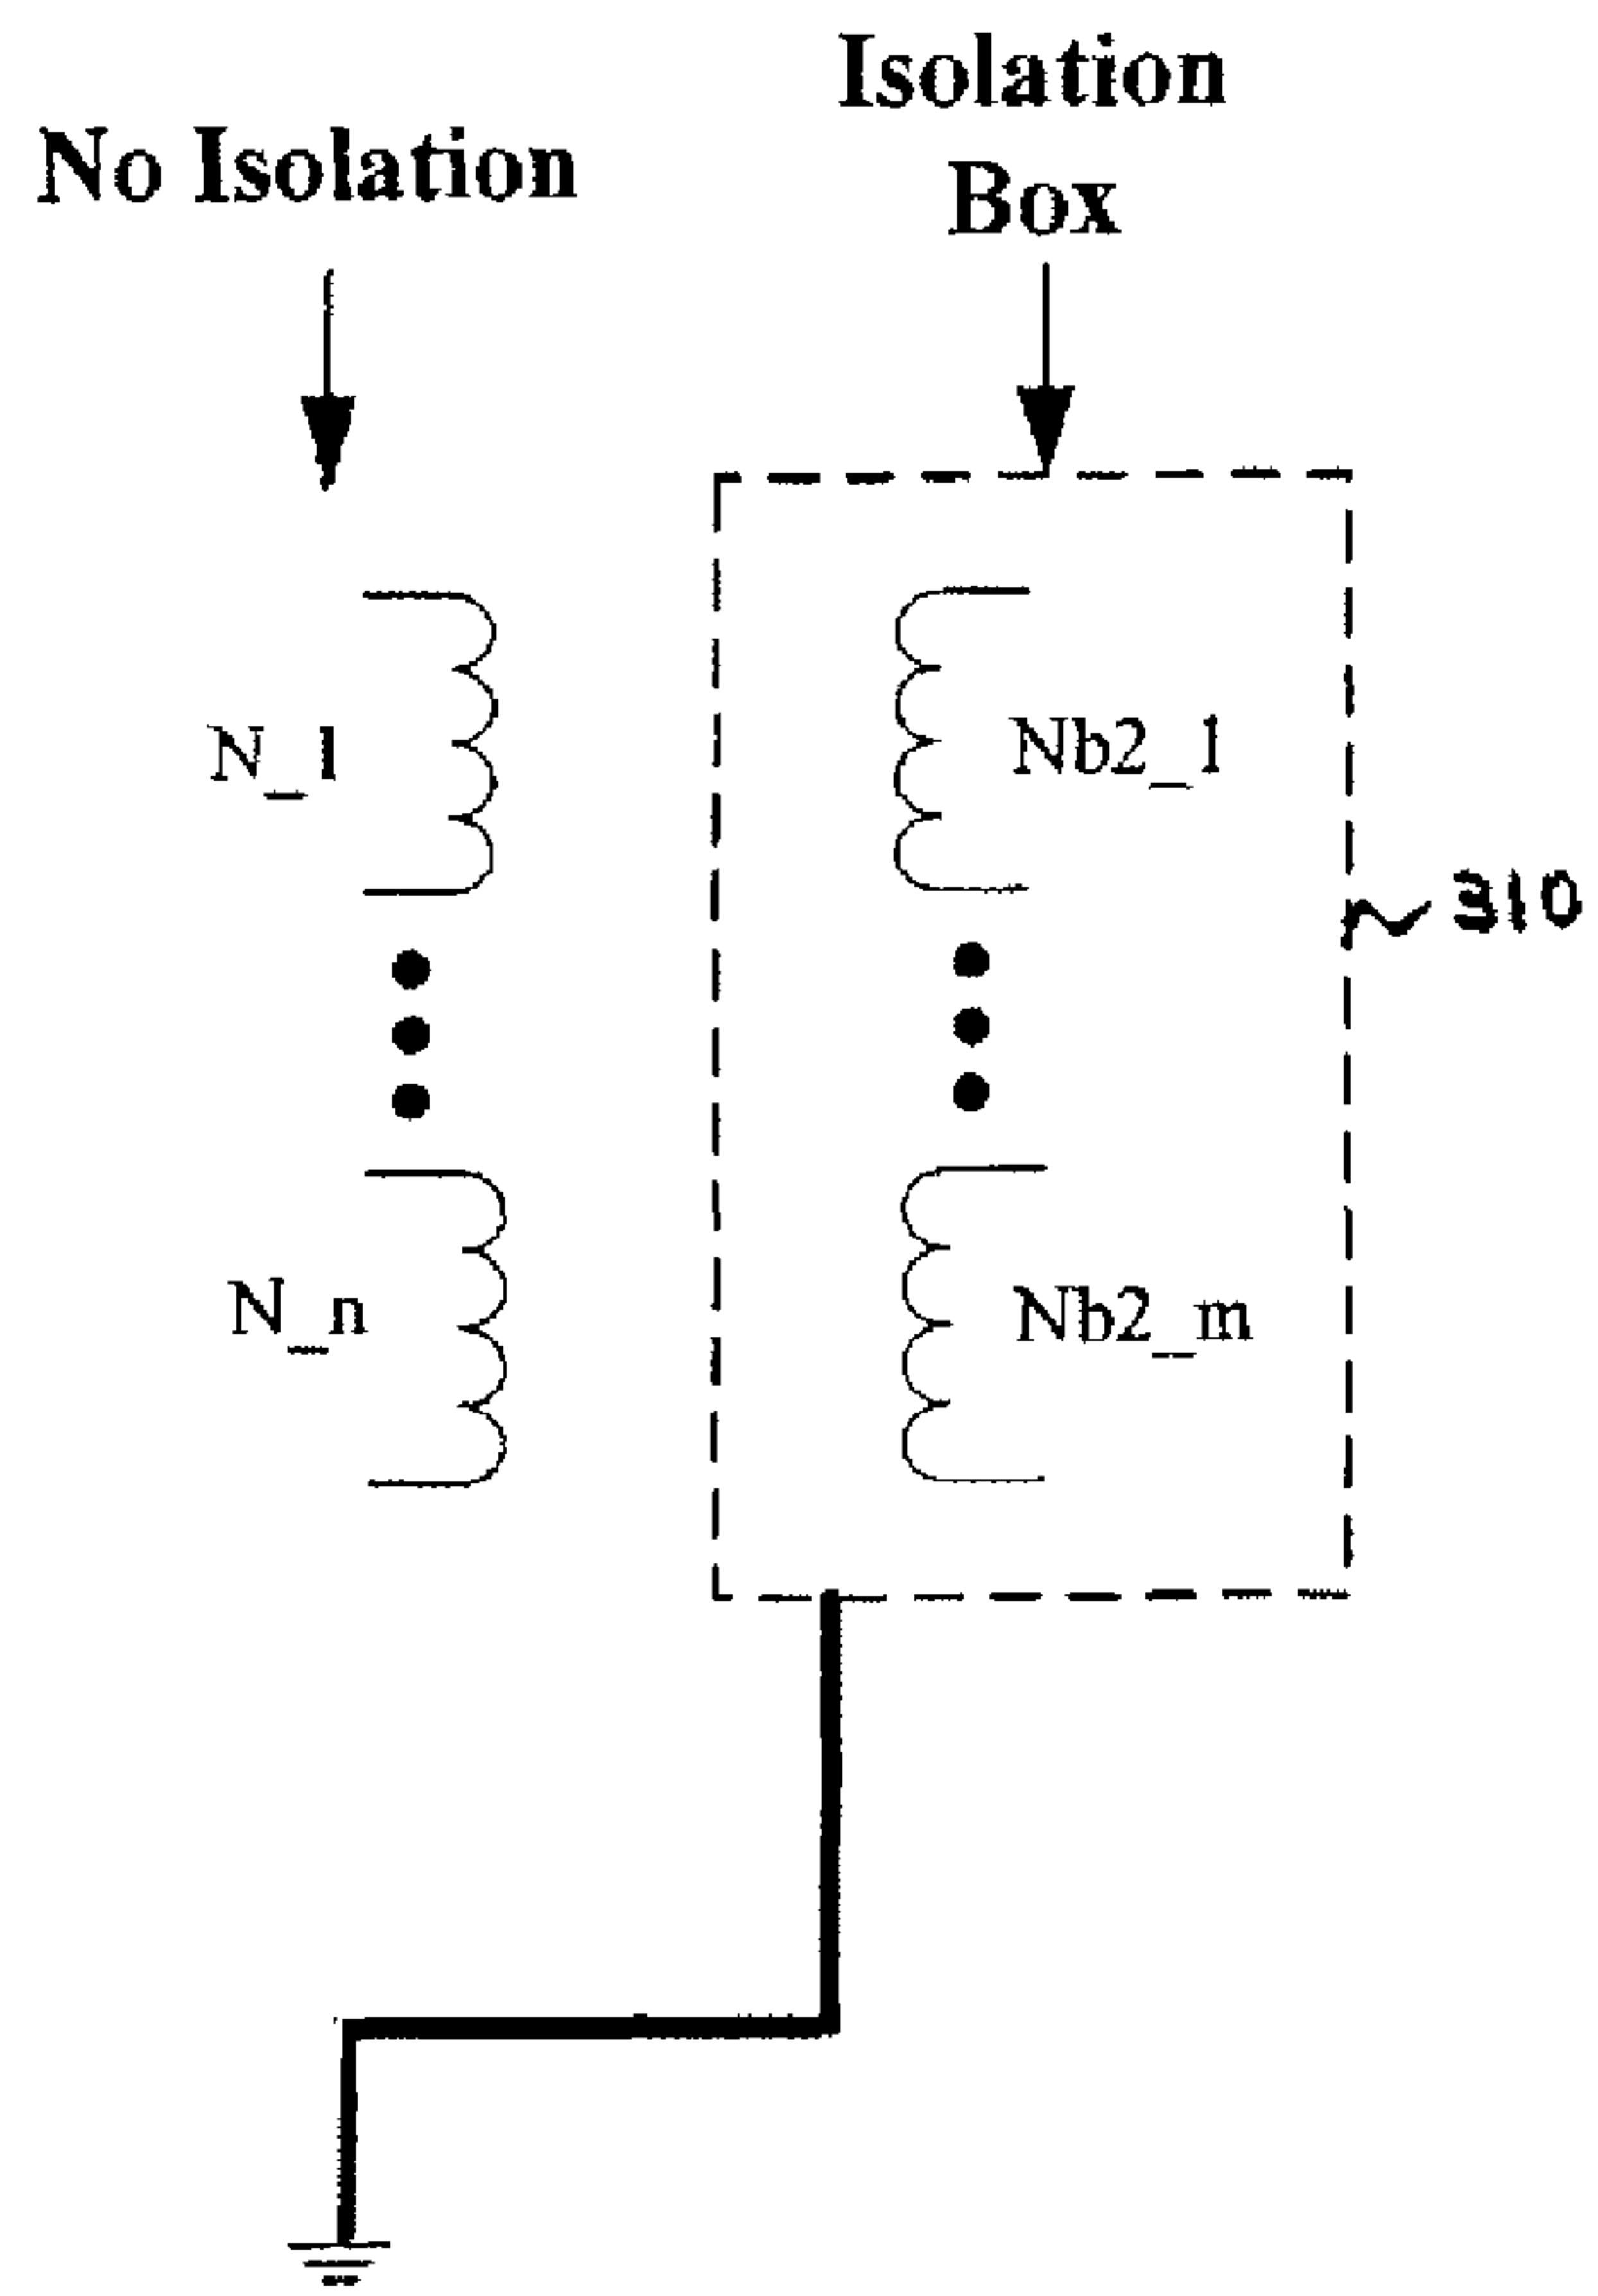 No Isolation
Isolation
Box
N_1
Nb2_1
310
N_n
Nb2_m